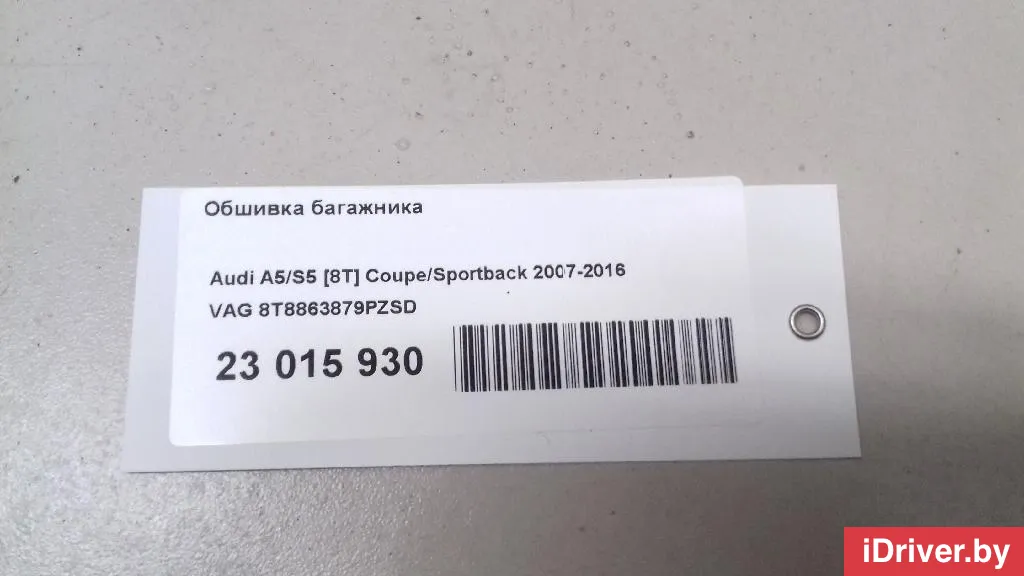 Обшивка багажника
Audi A5/S5 [8T] Coupe/Sportback 2007-2016
VAG 8T8863879PZSD
23 015 930
iDriver.by